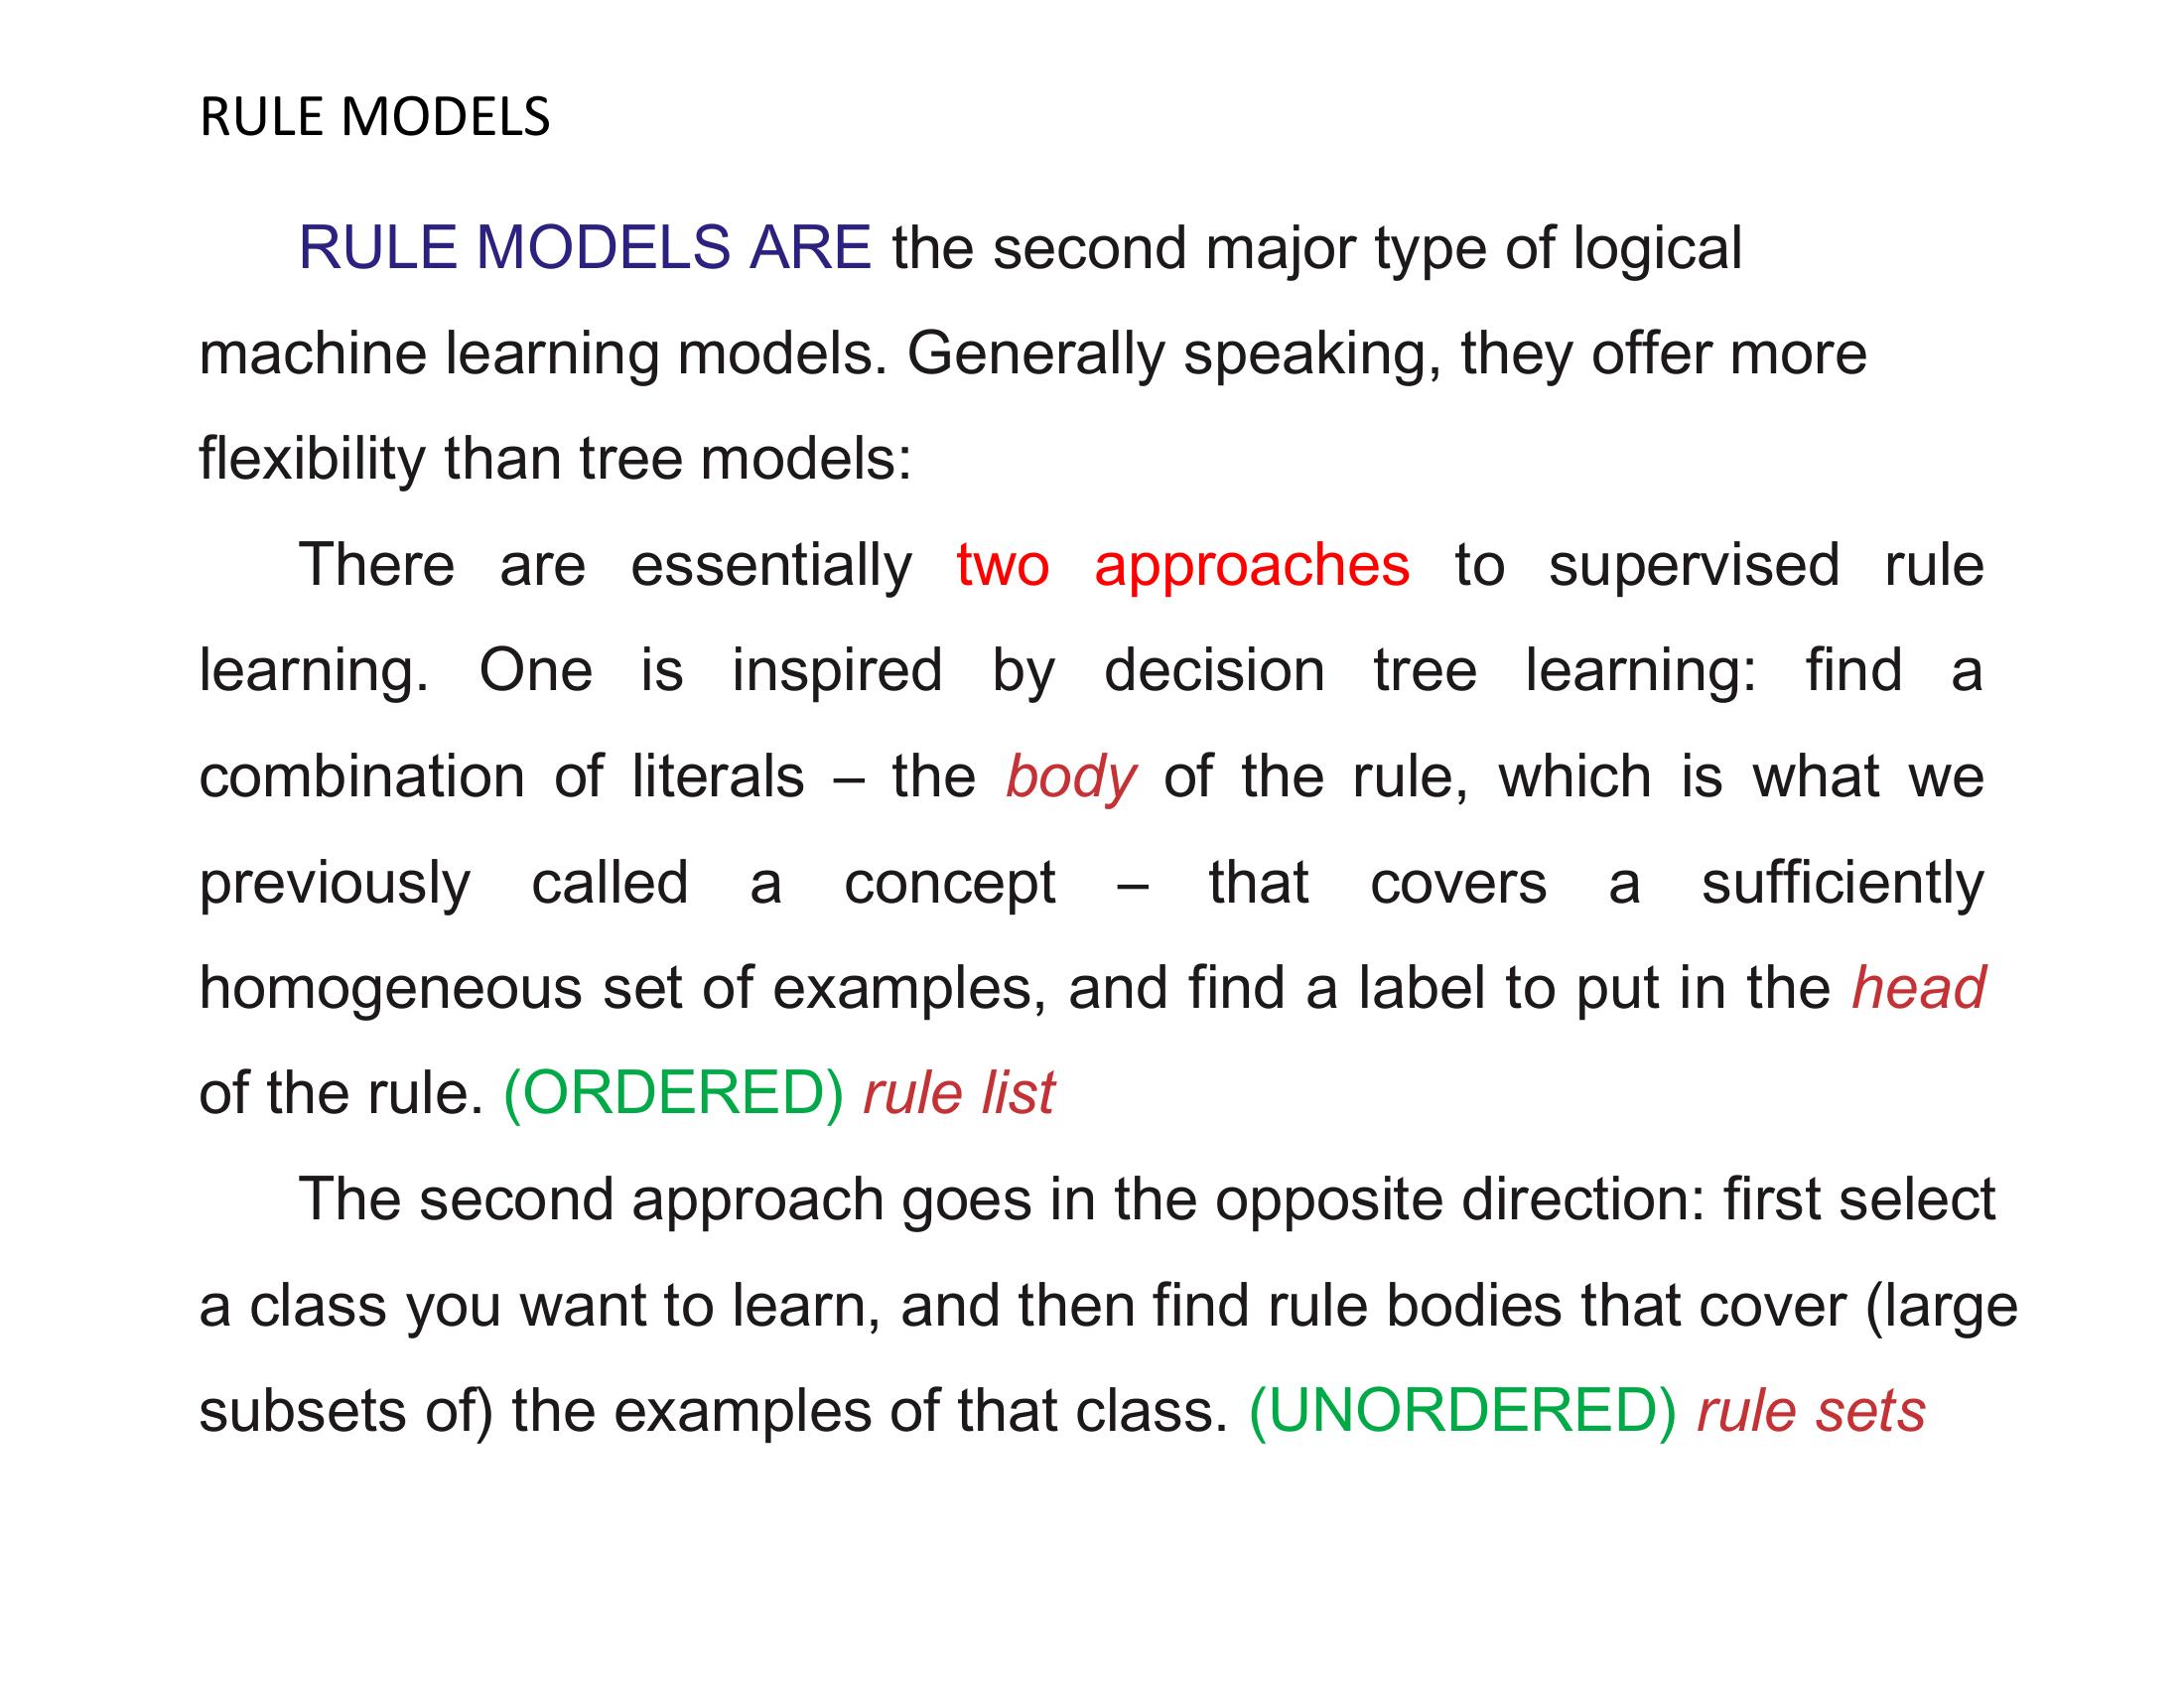 RULE MODELS
RULE MODELS ARE the second major type of logical
machine learning models. Generally speaking, they offer more
flexibility than tree models:
There are essentially two approaches to supervised rule
learning. One is inspired by decision tree learning: find a
combination of literals – the body of the rule, which is what we
previously called a concept – that covers a sufficiently
homogeneous set of examples, and find a label to put in the head
of the rule. (ORDERED) rule list
The second approach goes in the opposite direction: first select
a class you want to learn, and then find rule bodies that cover (large
subsets of) the examples of that class. (UNORDERED) rule sets